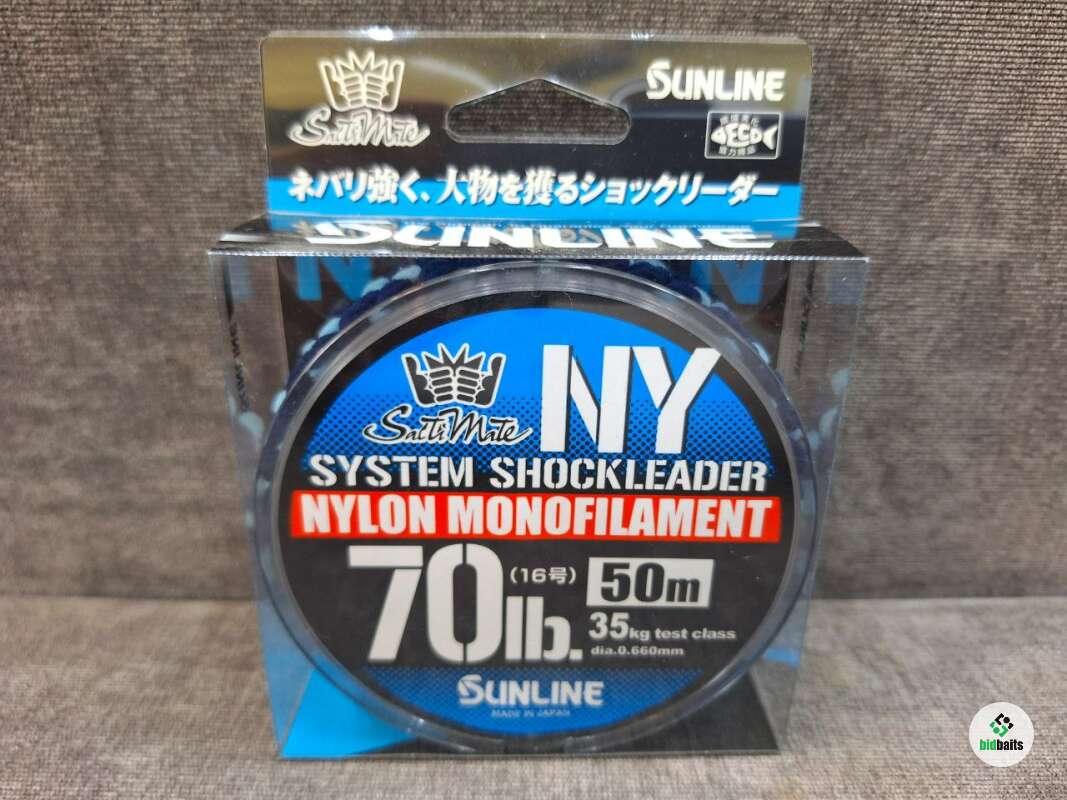 SUNLINE
SaltiMate
ECO
ネバリ強く、大物を獲るショックリーダー
SUNLINE
SaltiMate
NY
SYSTEM SHOCKLEADER
NYLON MONOFILAMENT
70lb.
(16号)
50m
35kg test class
dia.0.660mm
SUNLINE
MADE IN JAPAN
bidbaits